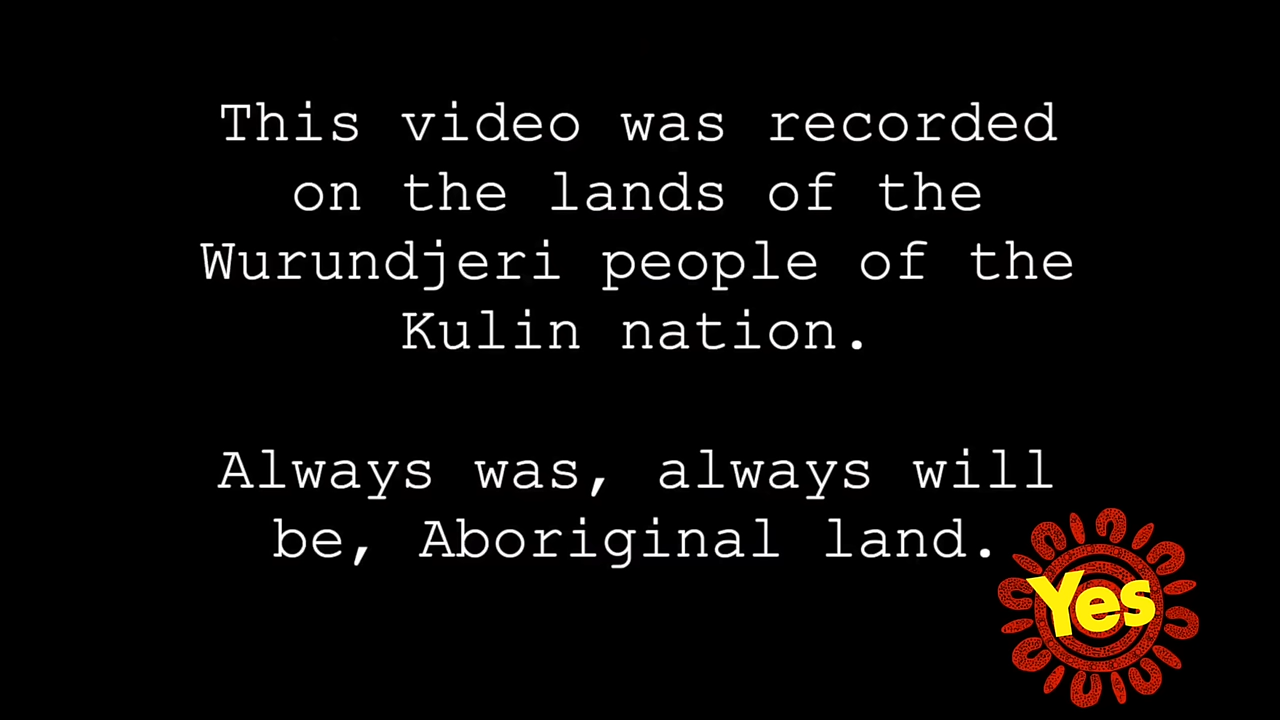 This video was recorded
on the lands of the
Wurundjeri people of the
Kulin nation.
Always was, always will
be, Aboriginal land.
Yes